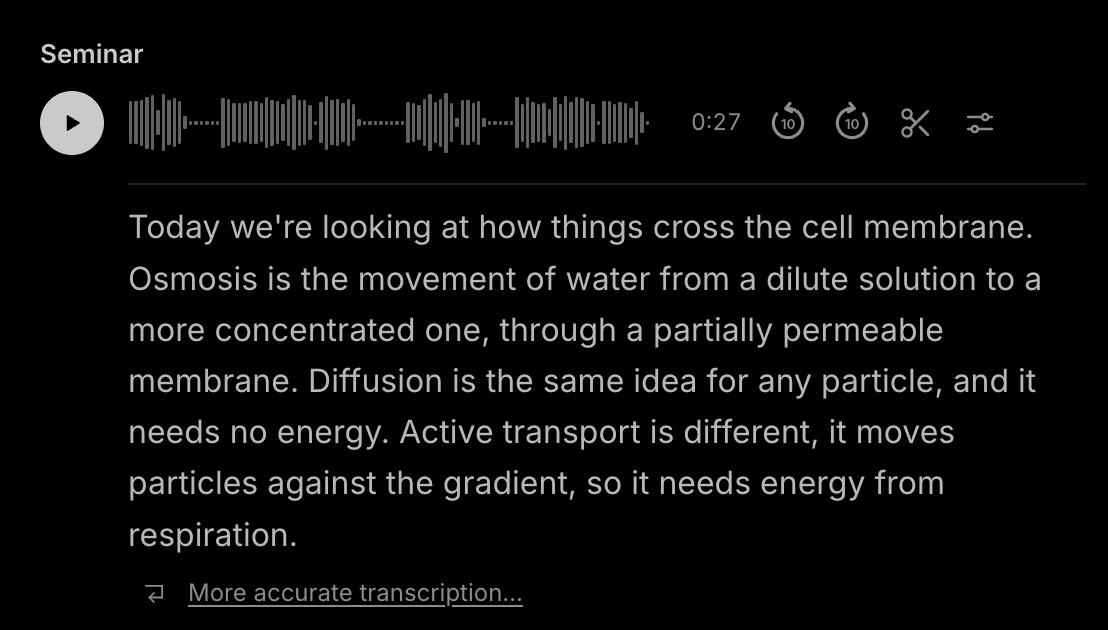 Seminar
0:27
10
10
Today we're looking at how things cross the cell membrane.
Osmosis is the movement of water from a dilute solution to a
more concentrated one, through a partially permeable
membrane. Diffusion is the same idea for any particle, and it
needs no energy. Active transport is different, it moves
particles against the gradient, so it needs energy from
respiration.
More accurate transcription...